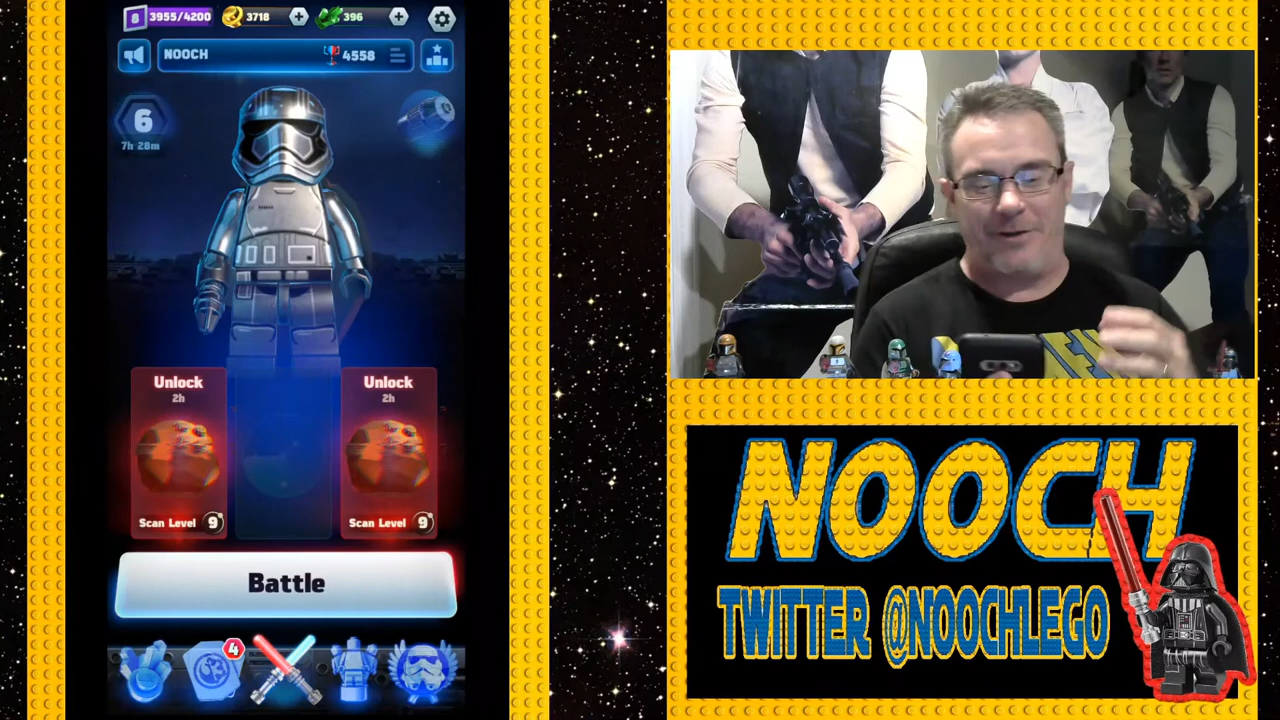 8 3955/4200 3718 396
NOOCH 4558
6
7h 28m
Unlock
2h
Scan Level 9
Unlock
2h
Scan Level 9
Battle
4
NOOCH
TWITTER @NOOCHLEGO